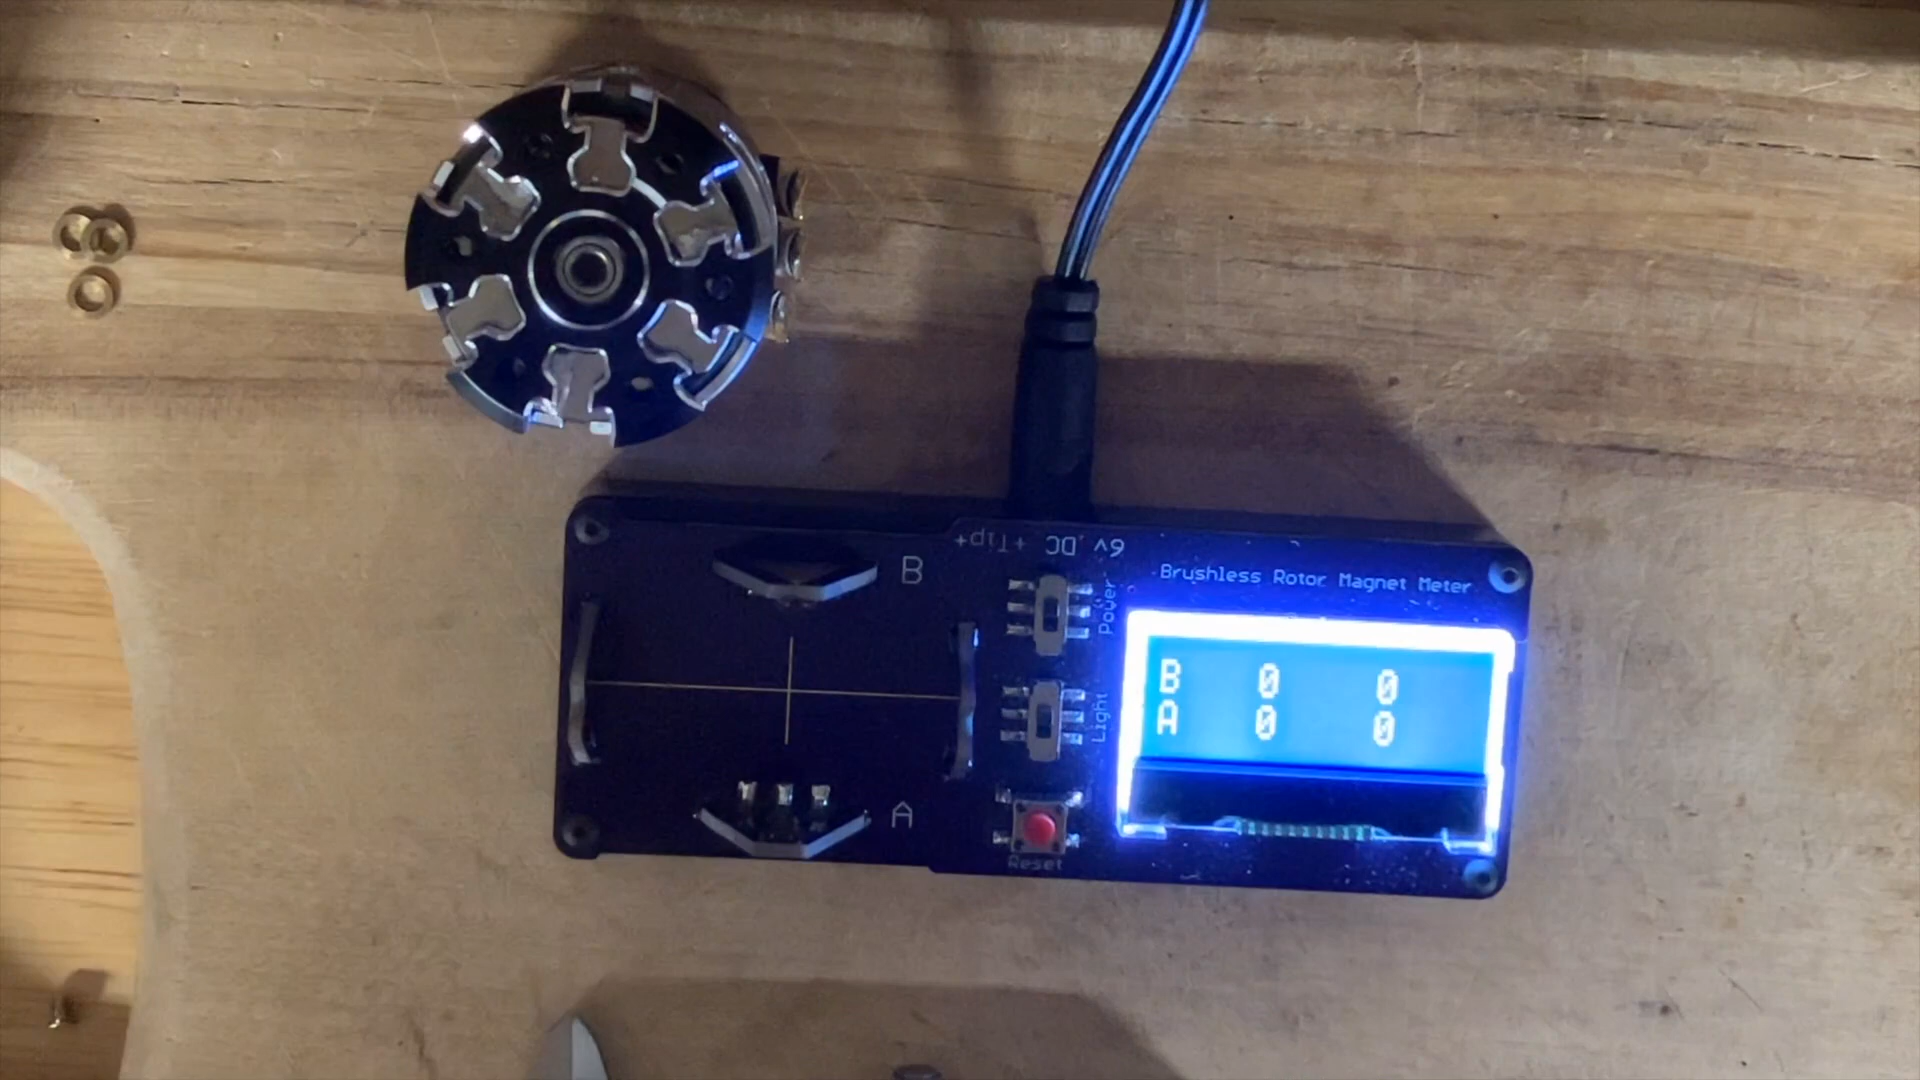 6v DC +Tip+
B
Power
Brushless Rotor Magnet Meter
B 0 0
A 0 0
Light
A
Reset